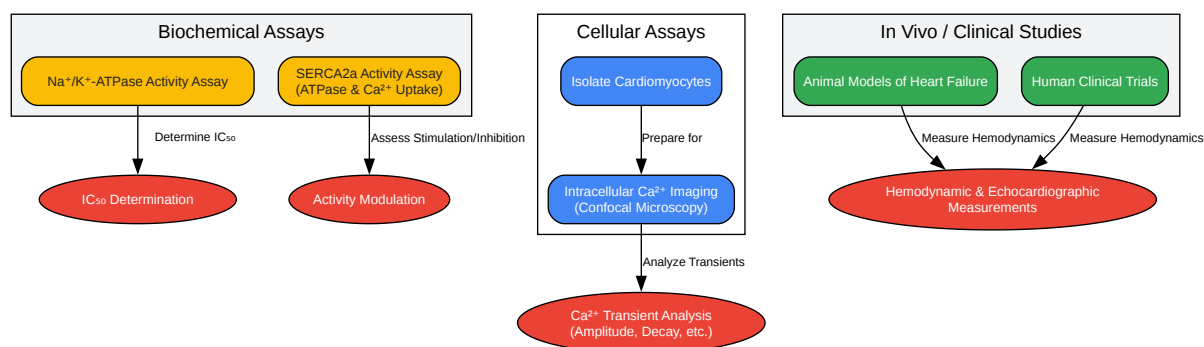 Biochemical Assays
Na⁺/K⁺-ATPase Activity Assay
SERCA2a Activity Assay
(ATPase & Ca²⁺ Uptake)
Determine IC₅₀
Assess Stimulation/Inhibition
IC₅₀ Determination
Activity Modulation
Cellular Assays
Isolate Cardiomyocytes
Prepare for
Intracellular Ca²⁺ Imaging
(Confocal Microscopy)
Analyze Transients
Ca²⁺ Transient Analysis
(Amplitude, Decay, etc.)
In Vivo / Clinical Studies
Animal Models of Heart Failure
Human Clinical Trials
Measure Hemodynamics
Measure Hemodynamics
Hemodynamic & Echocardiographic
Measurements